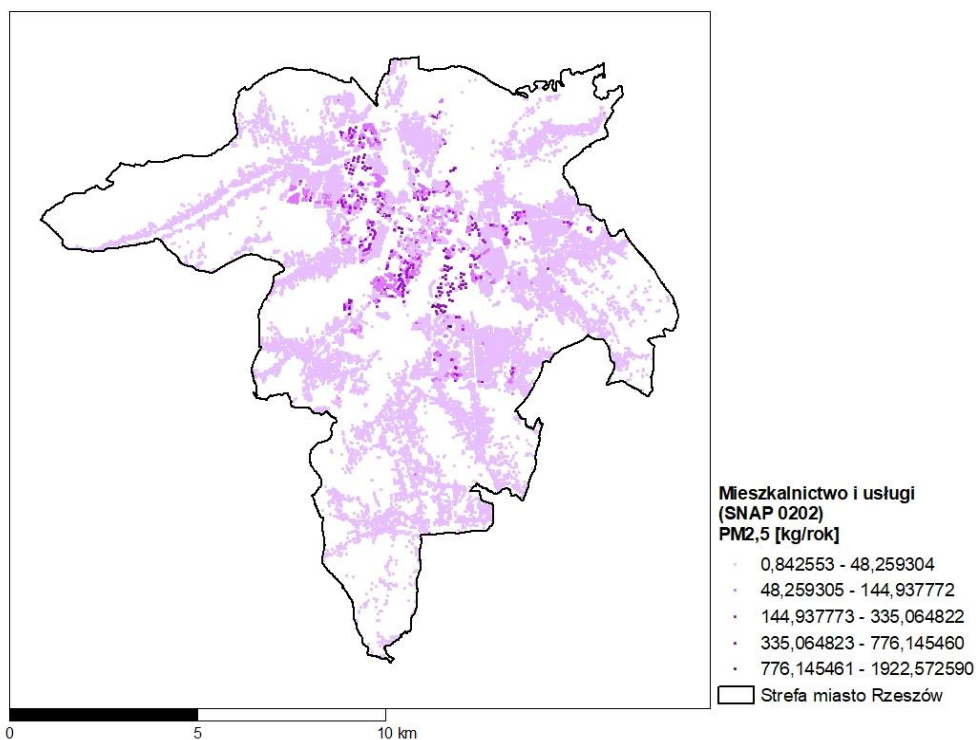 Mieszkalnictwo i usługi
(SNAP 0202)
PM2,5 [kg/rok]
0,842553 - 48,259304
48,259305 - 144,937772
144,937773 - 335,064822
335,064823 - 776,145460
776,145461 - 1922,572590
Strefa miasto Rzeszów
0 5 10 km